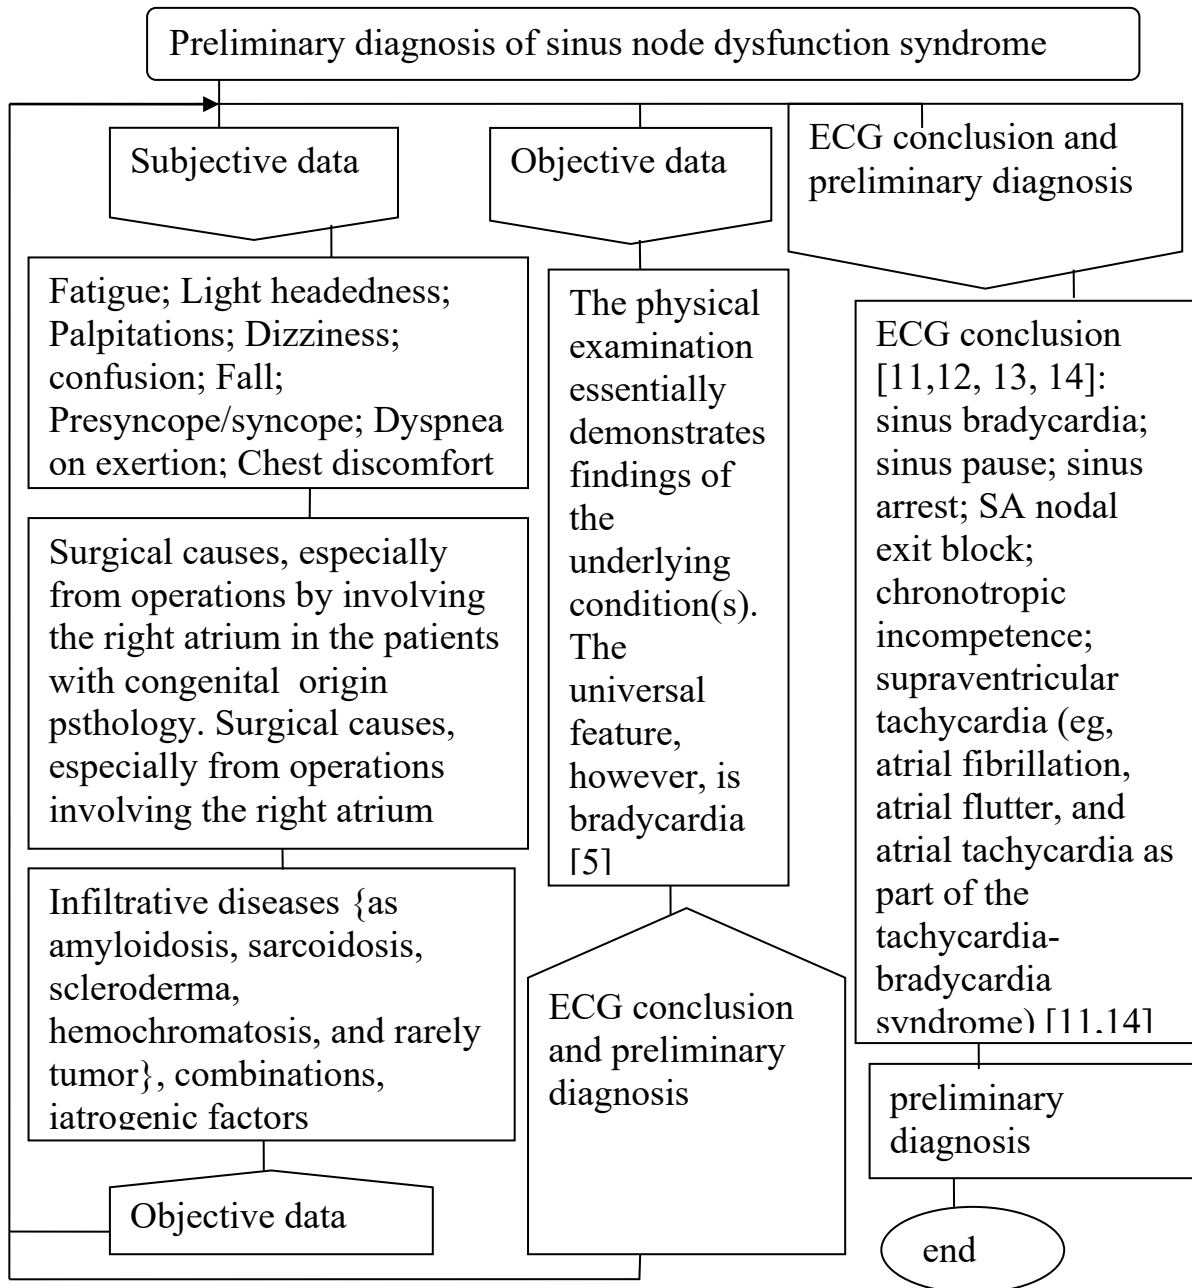 Preliminary diagnosis of sinus node dysfunction syndrome
Subjective data
Fatigue; Light headedness;
Palpitations; Dizziness;
confusion; Fall;
Presyncope/syncope; Dyspnea
on exertion; Chest discomfort
Surgical causes, especially
from operations by involving
the right atrium in the patients
with congenital origin
psthology. Surgical causes,
especially from operations
involving the right atrium
Infiltrative diseases {as
amyloidosis, sarcoidosis,
scleroderma,
hemochromatosis, and rarely
tumor}, combinations,
iatrogenic factors
Objective data
Objective data
The physical
examination
essentially
demonstrates
findings of
the
underlying
condition(s).
The
universal
feature,
however, is
bradycardia
[5]
ECG conclusion
and preliminary
diagnosis
ECG conclusion and
preliminary diagnosis
ECG conclusion
[11,12, 13, 14]:
sinus bradycardia;
sinus pause; sinus
arrest; SA nodal
exit block;
chronotropic
incompetence;
supraventricular
tachycardia (eg,
atrial fibrillation,
atrial flutter, and
atrial tachycardia as
part of the
tachycardia-
bradycardia
syndrome) [11,14]
preliminary
diagnosis
end